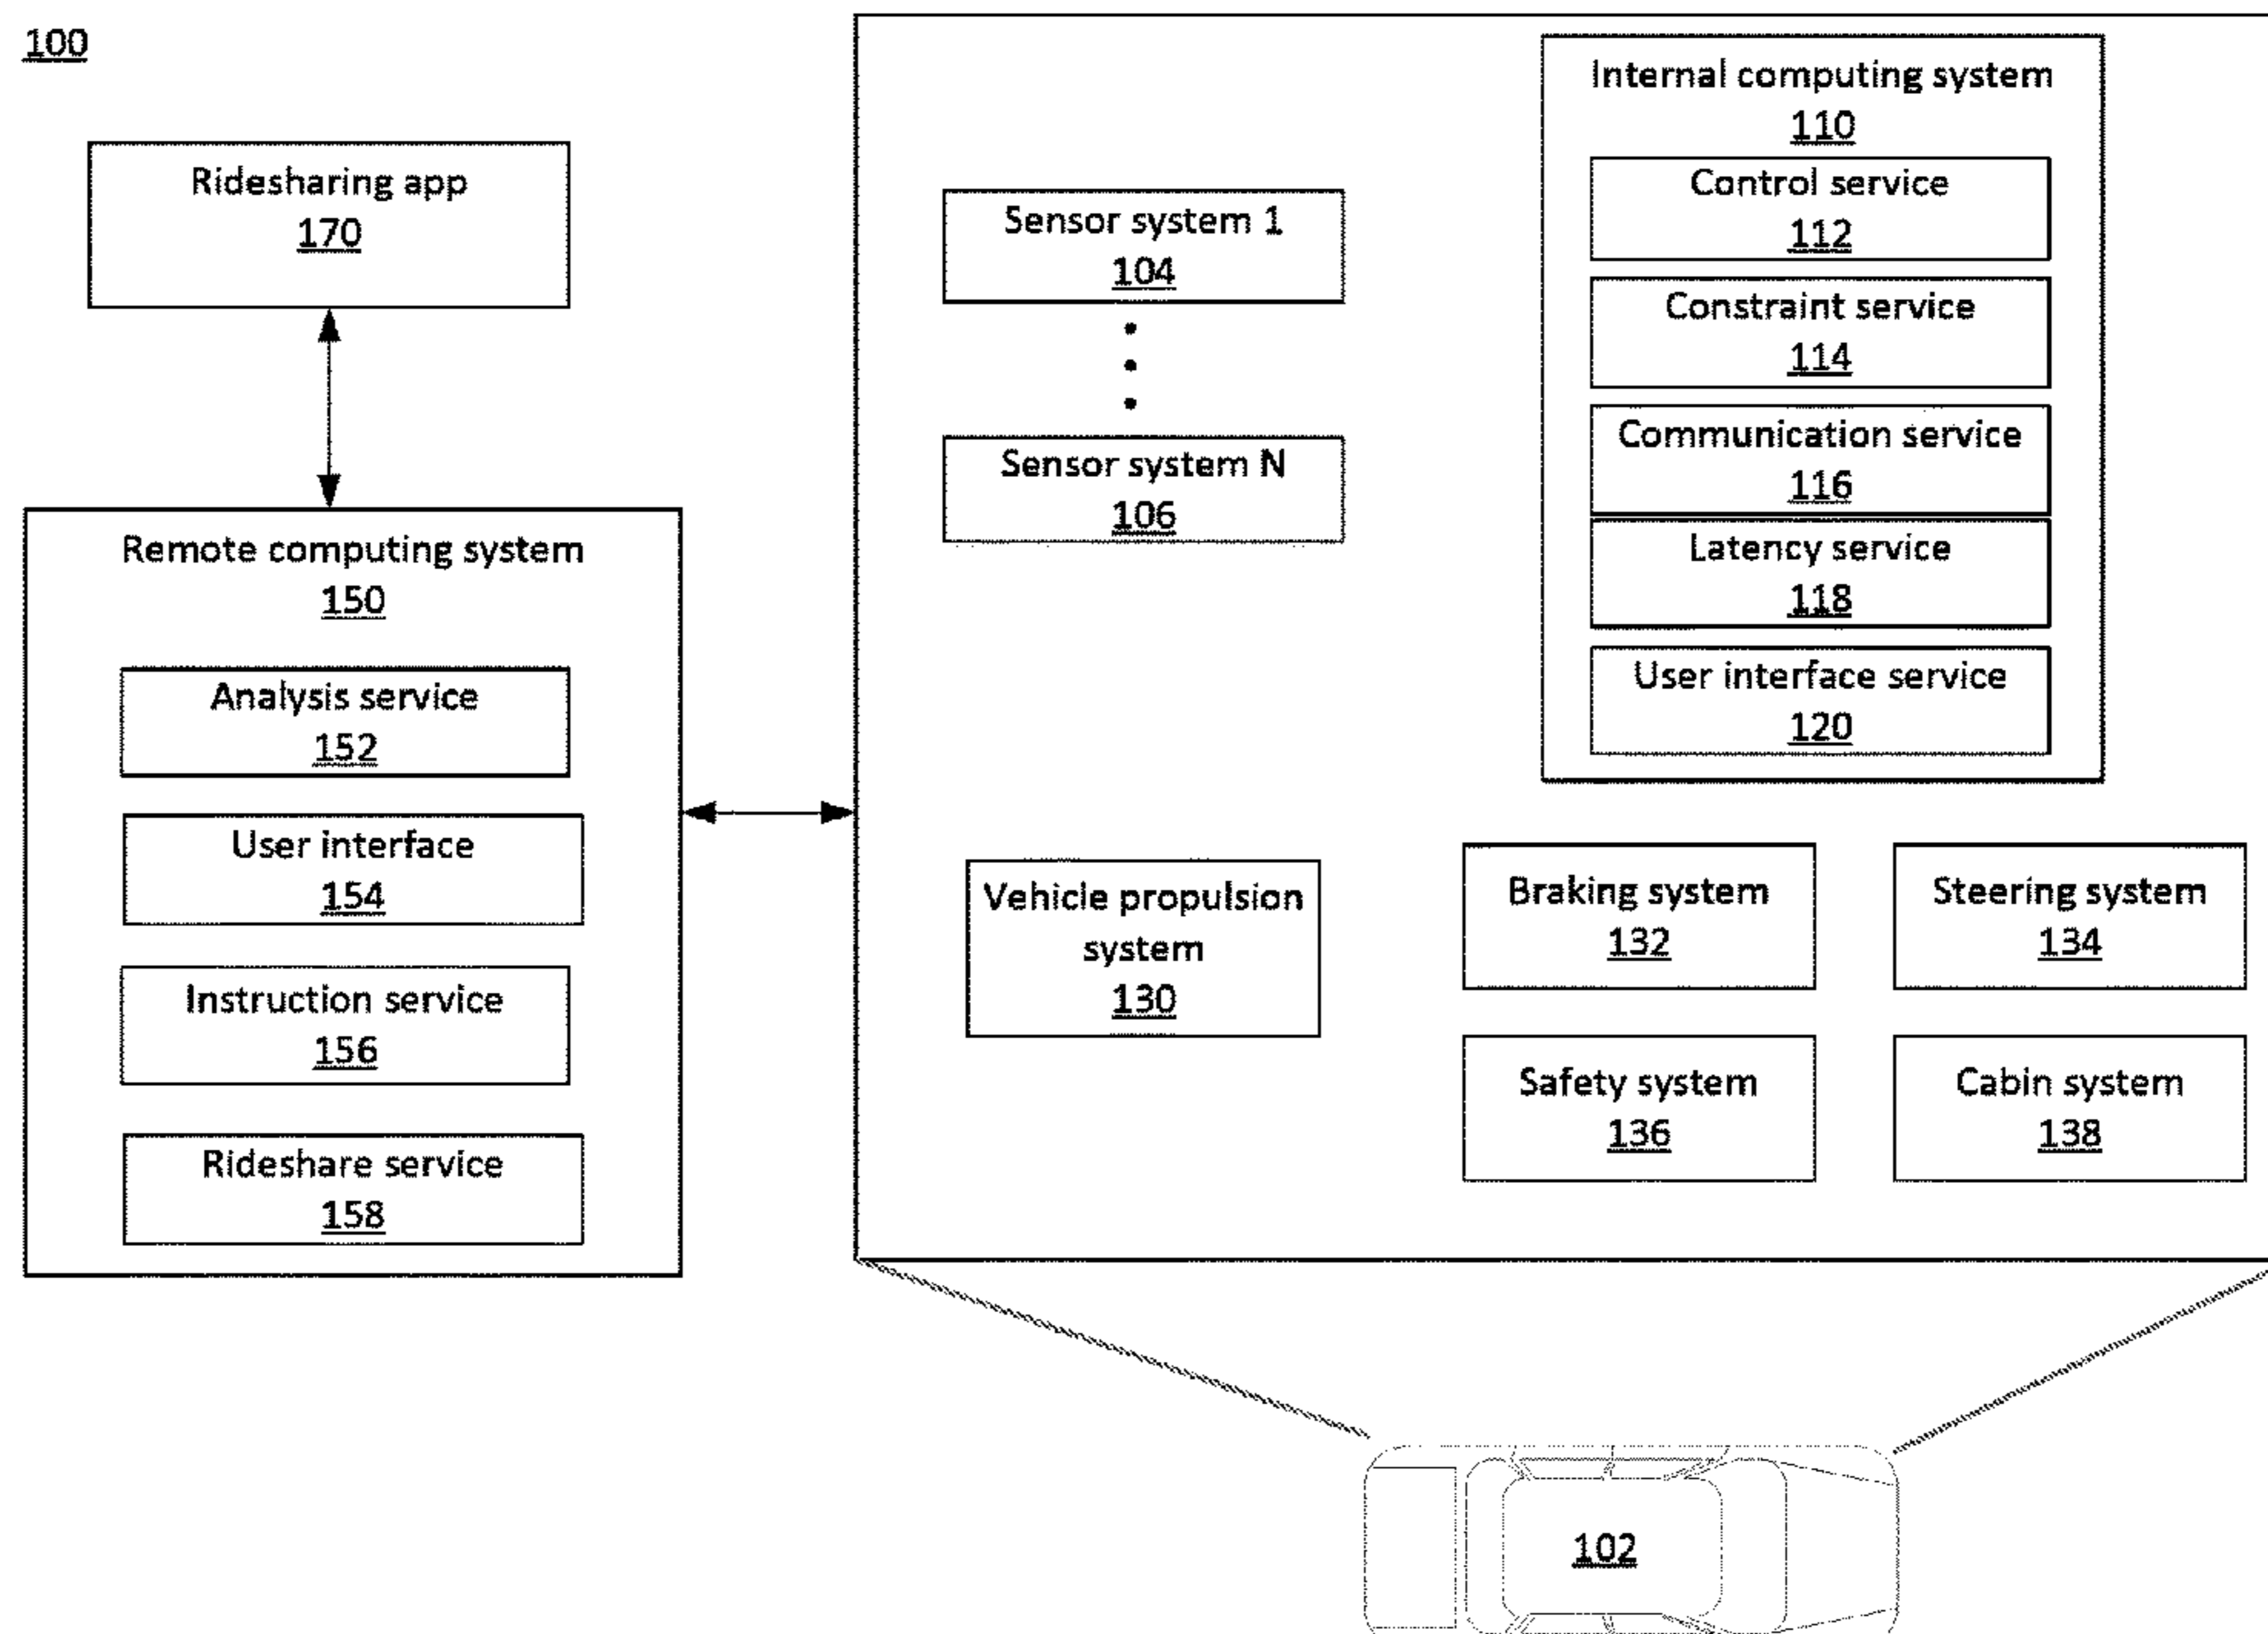 100
Ridesharing app
170
Remote computing system
150
Analysis service
152
User interface
154
Instruction service
156
Rideshare service
158
Sensor system 1
104
Sensor system N
106
Internal computing system
110
Control service
112
Constraint service
114
Communication service
116
Latency service
118
User interface service
120
Vehicle propulsion
system
130
Braking system
132
Steering system
134
Safety system
136
Cabin system
138
102